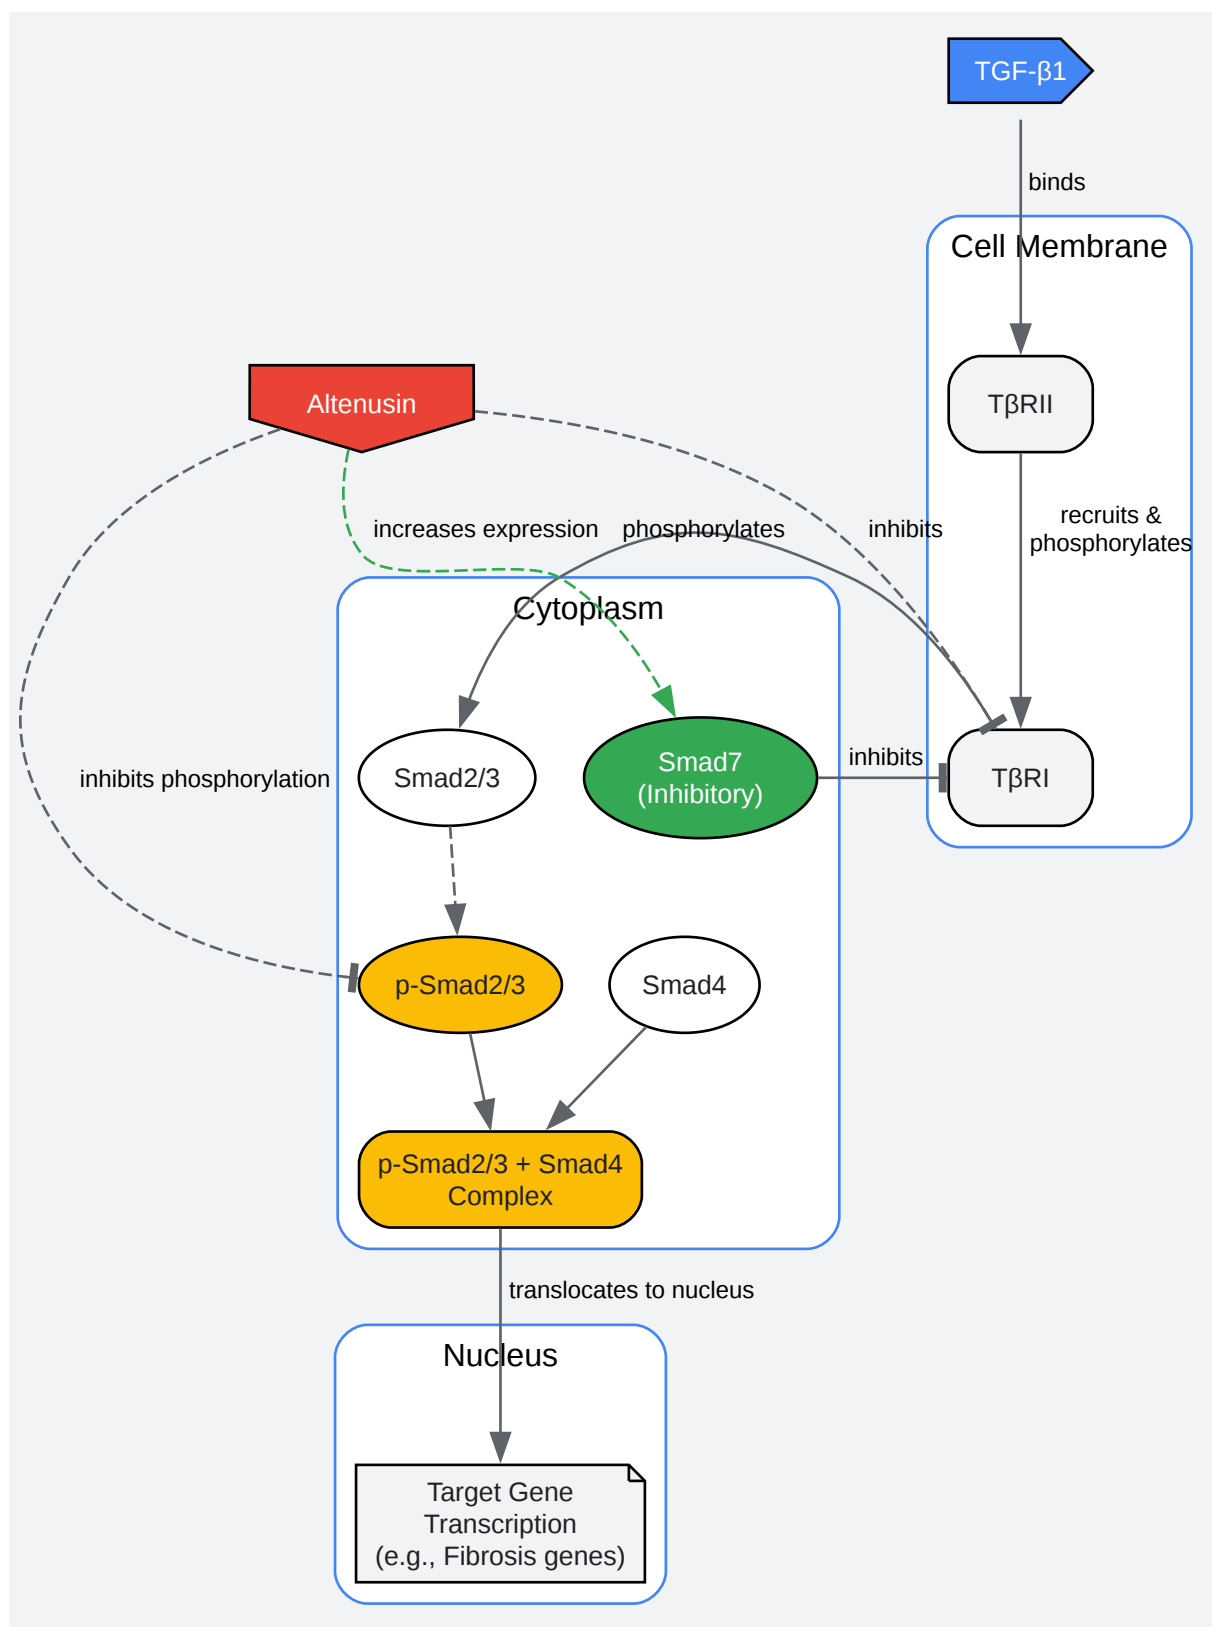 TGF-β1
binds
Cell Membrane
TβRII
Altenusin
recruits &
phosphorylates
increases expression
phosphorylates
inhibits
Cytoplasm
Smad2/3
Smad7
(Inhibitory)
inhibits
TβRI
inhibits phosphorylation
p-Smad2/3
Smad4
p-Smad2/3 + Smad4
Complex
translocates to nucleus
Nucleus
Target Gene
Transcription
(e.g., Fibrosis genes)